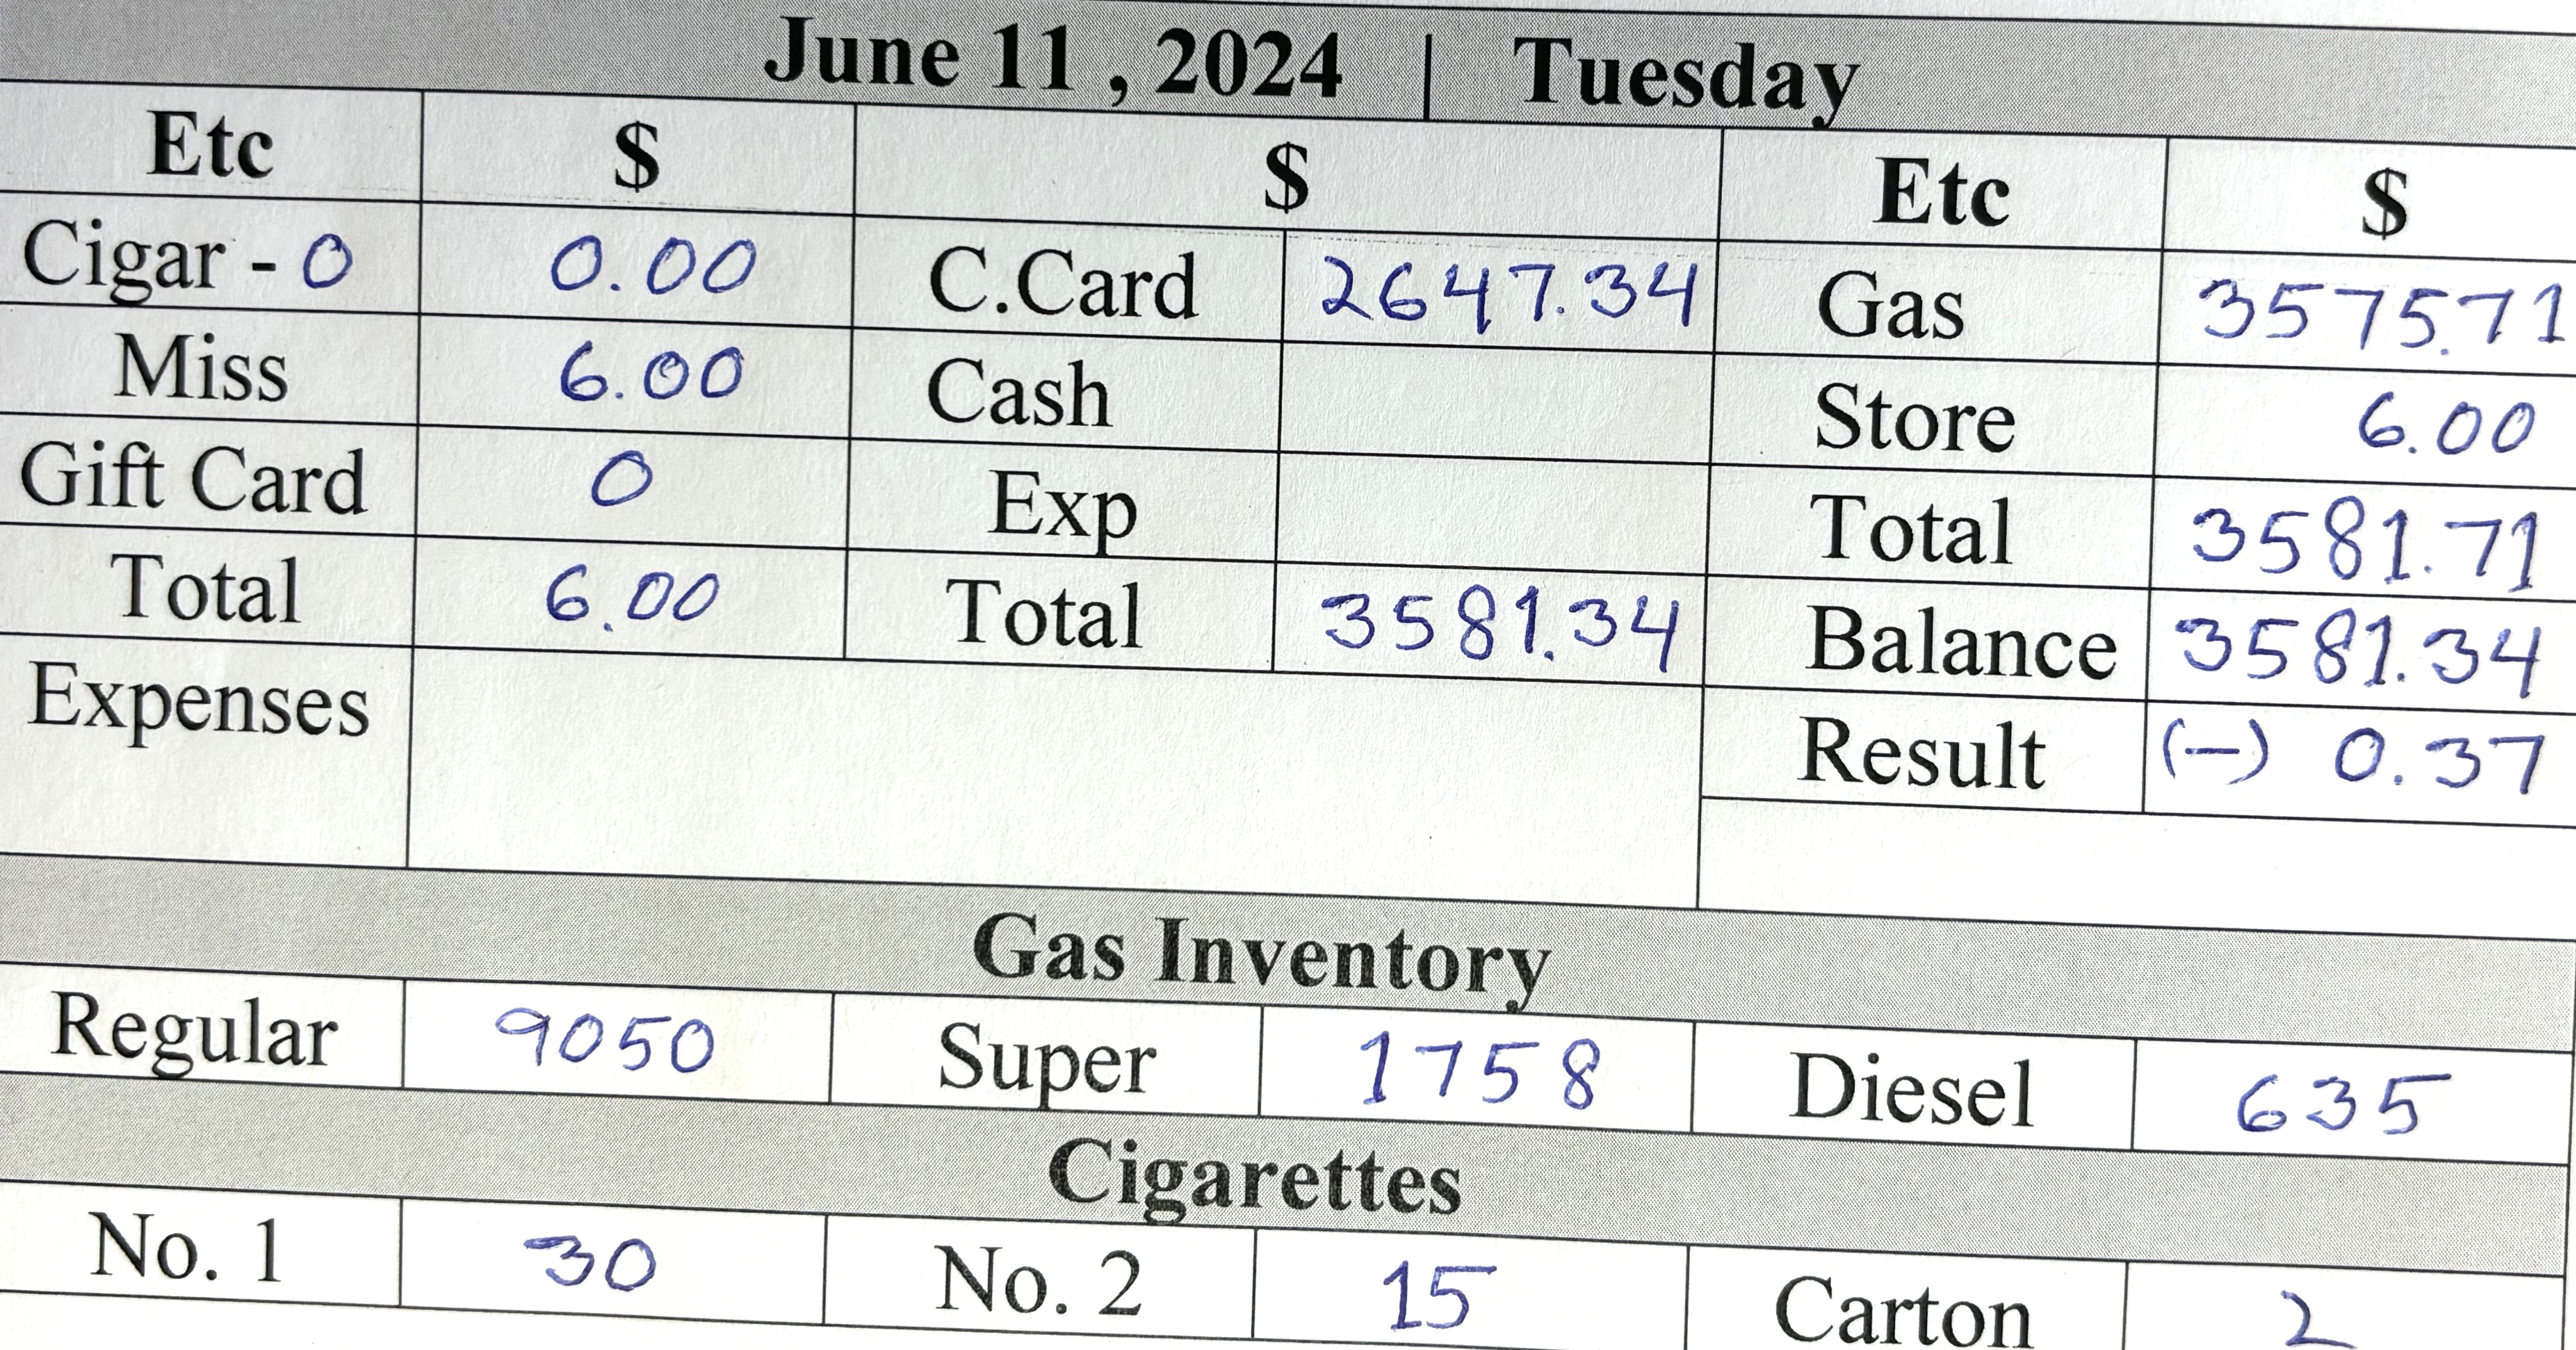 June 11 , 2024 | Tuesday
Etc $ $ Etc $
Cigar - 0 0.00 C.Card 2647.34 Gas 3575.71
Miss 6.00 Cash Store 6.00
Gift Card 0 Exp Total 3581.71
Total 6.00 Total 3581.34 Balance 3581.34
Expenses Result (-) 0.37
Gas Inventory
Regular 9050 Super 1758 Diesel 635
Cigarettes
No. 1 30 No. 2 15 Carton 2